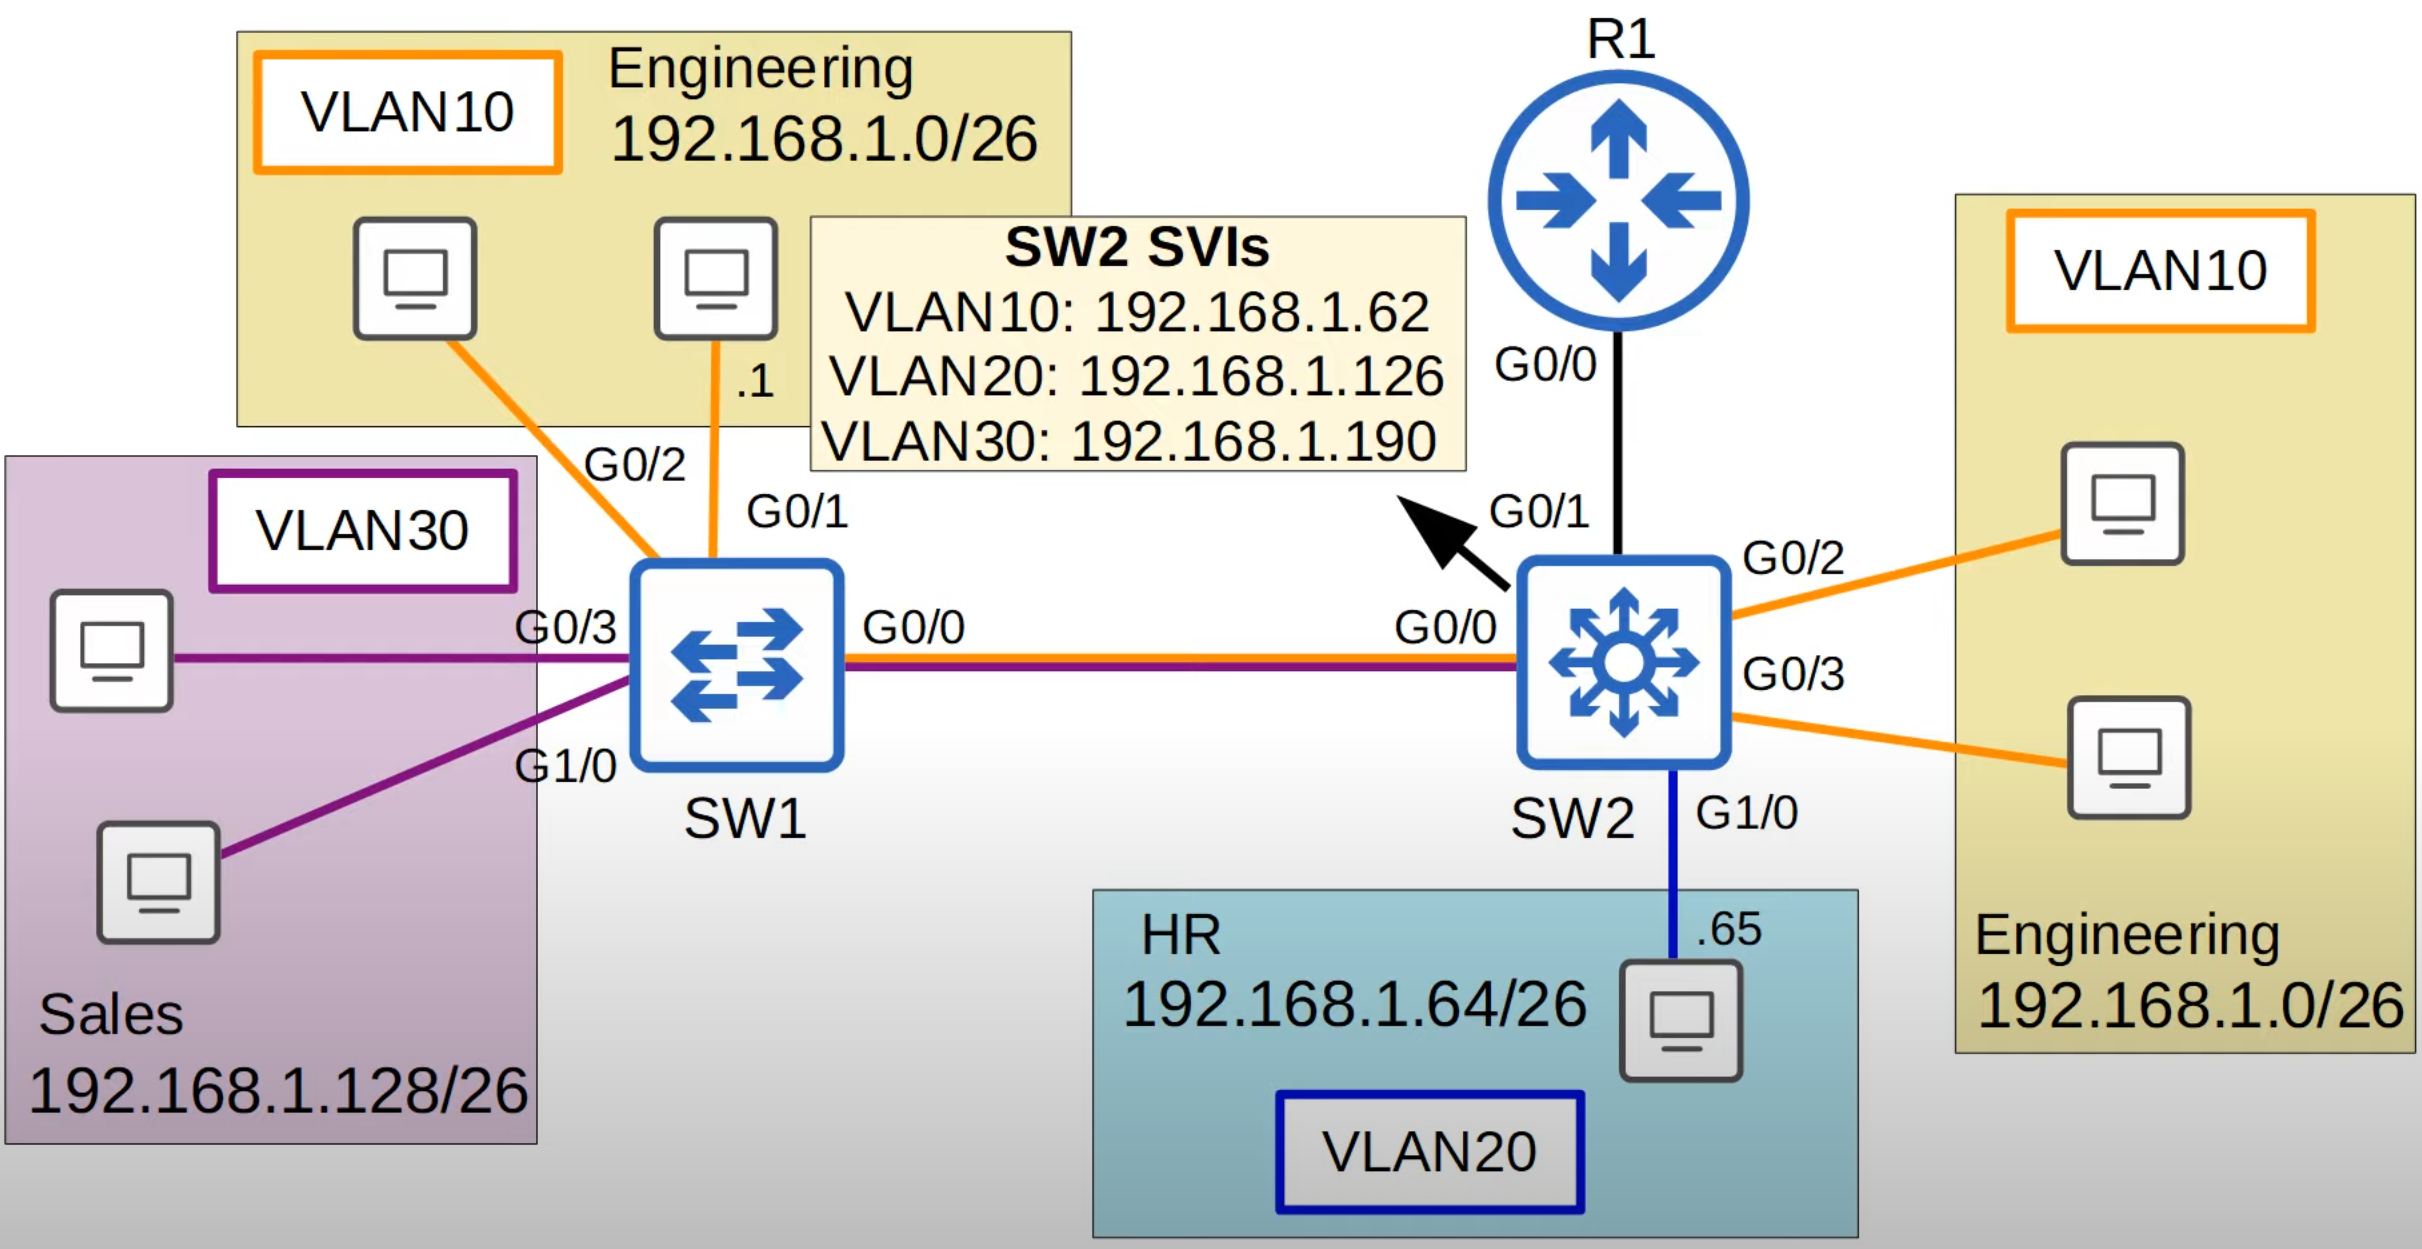 R1
VLAN10
Engineering
192.168.1.0/26
SW2 SVIs
VLAN10: 192.168.1.62
VLAN20: 192.168.1.126
VLAN30: 192.168.1.190
.1
G0/2
G0/1
G0/0
G0/1
VLAN10
VLAN30
G0/3
G1/0
G0/0
SW1
G0/0
G0/2
G0/3
SW2
G1/0
Sales
192.168.1.128/26
HR
192.168.1.64/26
.65
VLAN20
Engineering
192.168.1.0/26